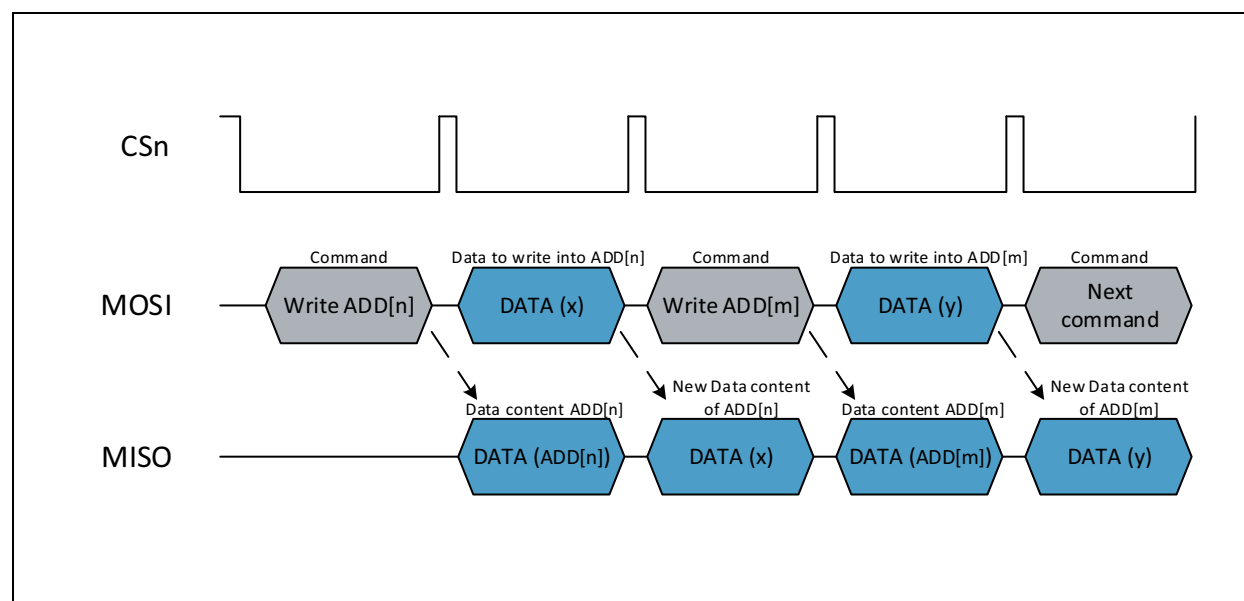 CSn
Command
Data to write into ADD[n]
Command
Data to write into ADD[m]
Command
MOSI
Write ADD[n]
DATA (x)
Write ADD[m]
DATA (y)
Next
command
Data content ADD[n]
New Data content
of ADD[n]
Data content ADD[m]
New Data content
of ADD[m]
MISO
DATA (ADD[n])
DATA (x)
DATA (ADD[m])
DATA (y)